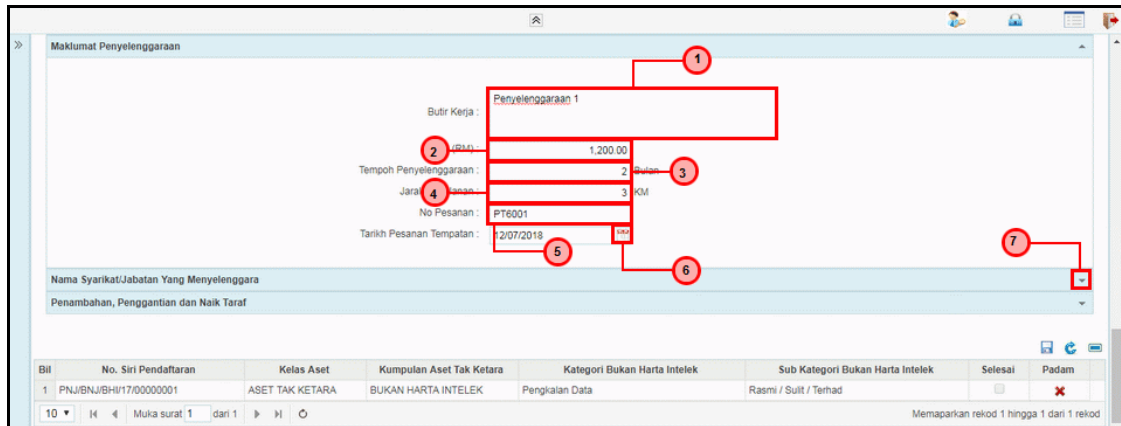 Maklumat Penyelenggaraan
1
Butir Kerja :
Penyelenggaraan 1
2
(RM) :
1,200.00
Tempoh Penyelenggaraan :
2
Bulan
3
4
3
KM
No Pesanan :
PT6001
Tarikh Pesanan Tempatan :
12/07/2018
5
6
7
Nama Syarikat/Jabatan Yang Menyelenggara
Penambahan, Penggantian dan Naik Taraf
Bil No. Siri Pendaftaran Kelas Aset Kumpulan Aset Tak Ketara Kategori Bukan Harta Intelek Sub Kategori Bukan Harta Intelek Selesai Padam
1 PNJ/BNJ/BHI/17/00000001 ASET TAK KETARA BUKAN HARTA INTELEK Pengkalan Data Rasmi / Sulit / Terhad
10 Muka surat 1 dari 1 Memaparkan rekod 1 hingga 1 dari 1 rekod